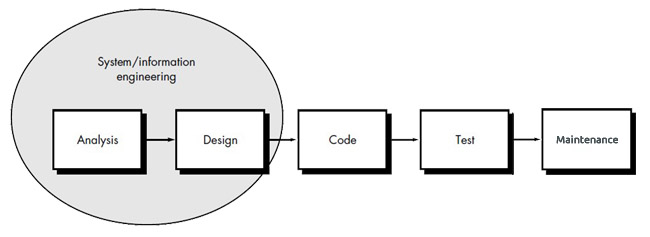 System/information
engineering
Analysis
Design
Code
Test
Maintenance